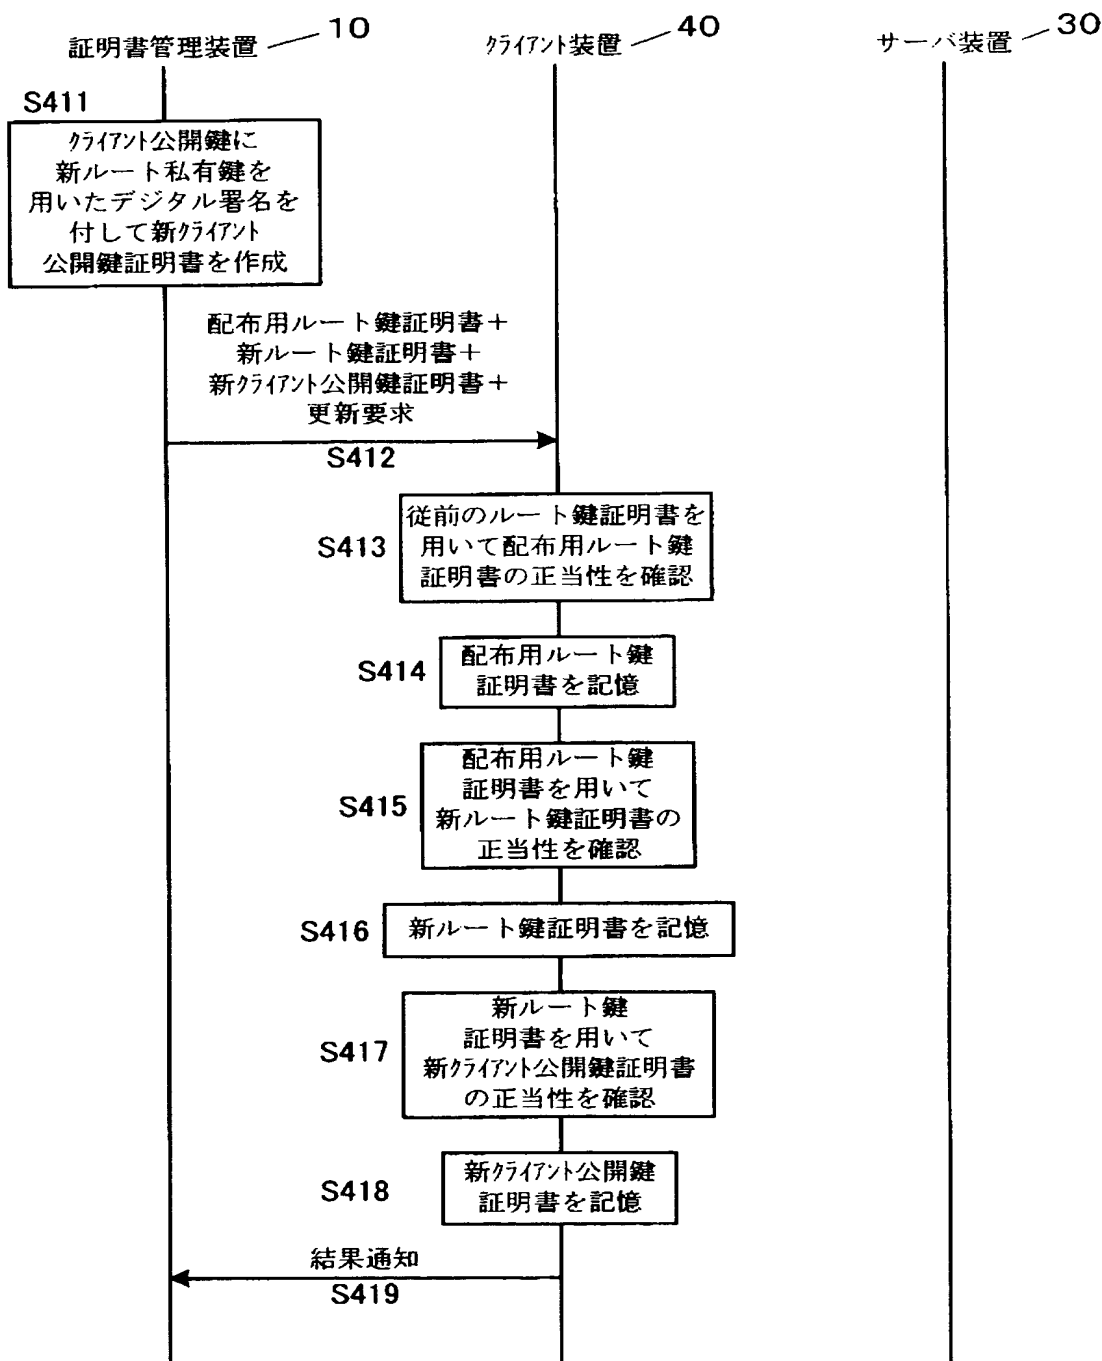 証明書管理装置 10
クライアント装置 40
サーバ装置 30
S411
クライアント公開鍵に
新ルート私有鍵を
用いたデジタル署名を
付して新クライアント
公開鍵証明書を作成
配布用ルート鍵証明書+
新ルート鍵証明書+
新クライアント公開鍵証明書+
更新要求
S412
S413
従前のルート鍵証明書を
用いて配布用ルート鍵
証明書の正当性を確認
S414
配布用ルート鍵
証明書を記憶
S415
配布用ルート鍵
証明書を用いて
新ルート鍵証明書の
正当性を確認
S416
新ルート鍵証明書を記憶
S417
新ルート鍵
証明書を用いて
新クライアント公開鍵証明書
の正当性を確認
S418
新クライアント公開鍵
証明書を記憶
結果通知
S419